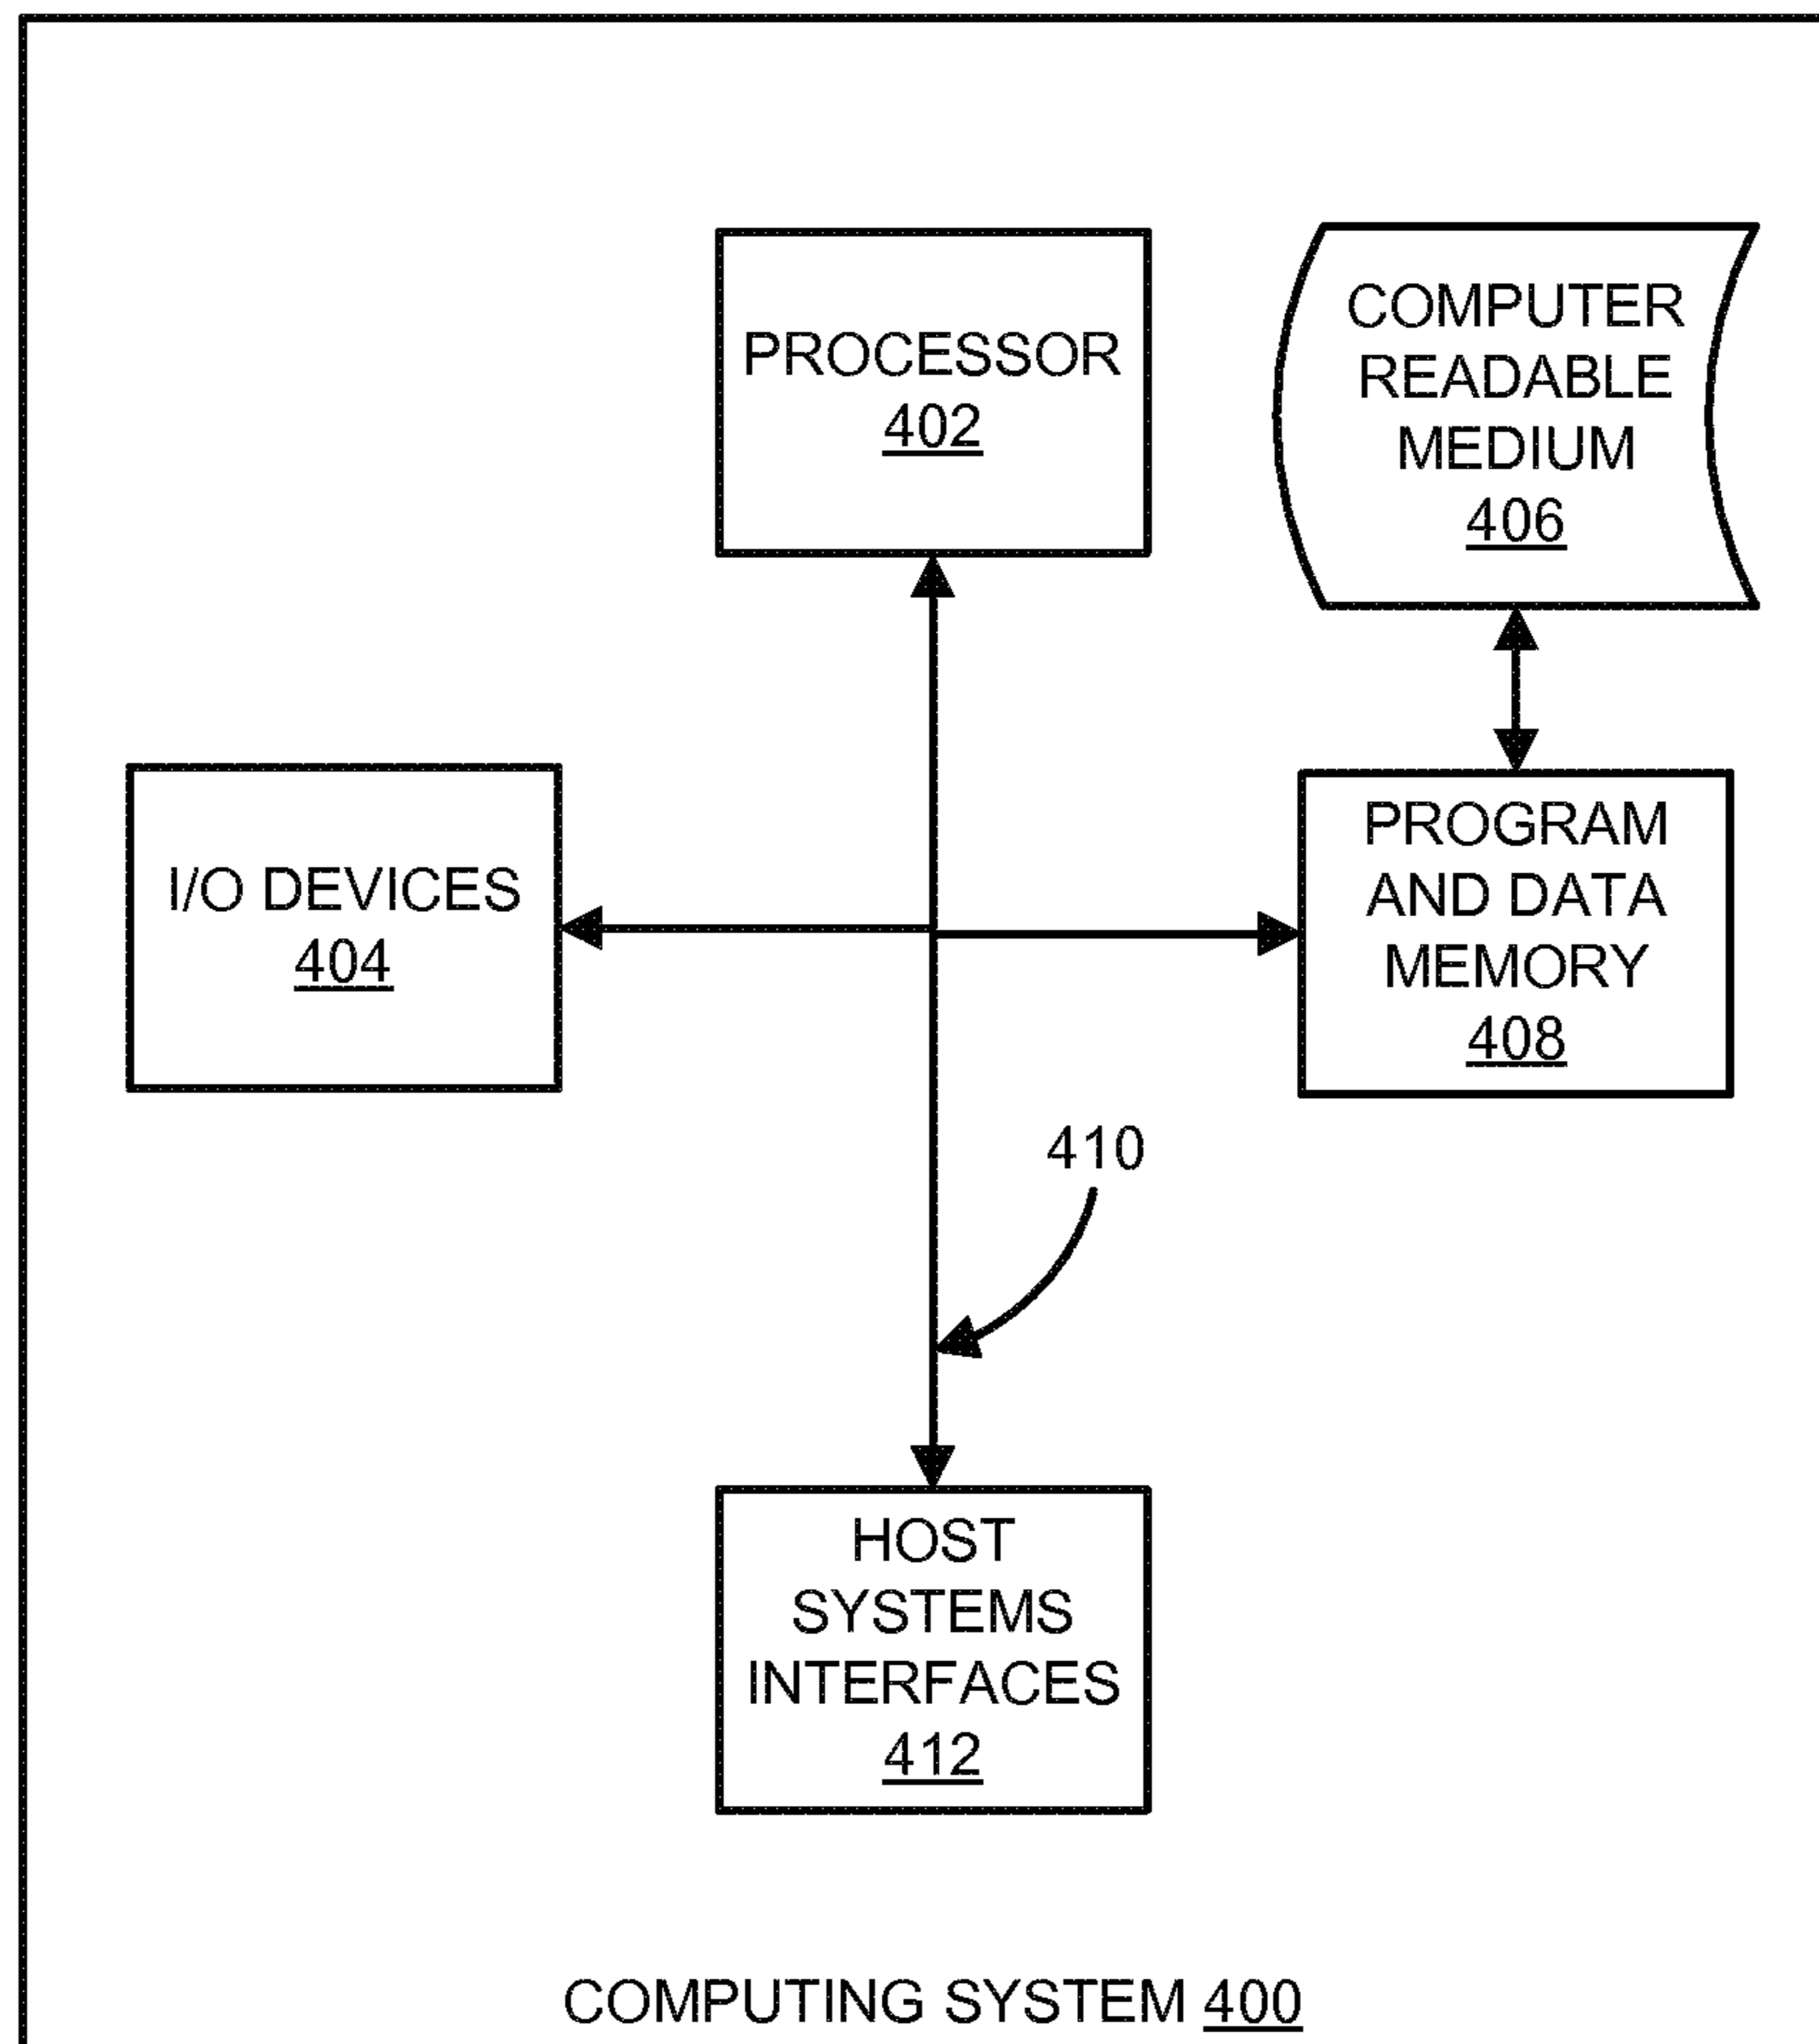 PROCESSOR
402
COMPUTER
READABLE
MEDIUM
406
I/O DEVICES
404
PROGRAM
AND DATA
MEMORY
408
410
HOST
SYSTEMS
INTERFACES
412
COMPUTING SYSTEM 400